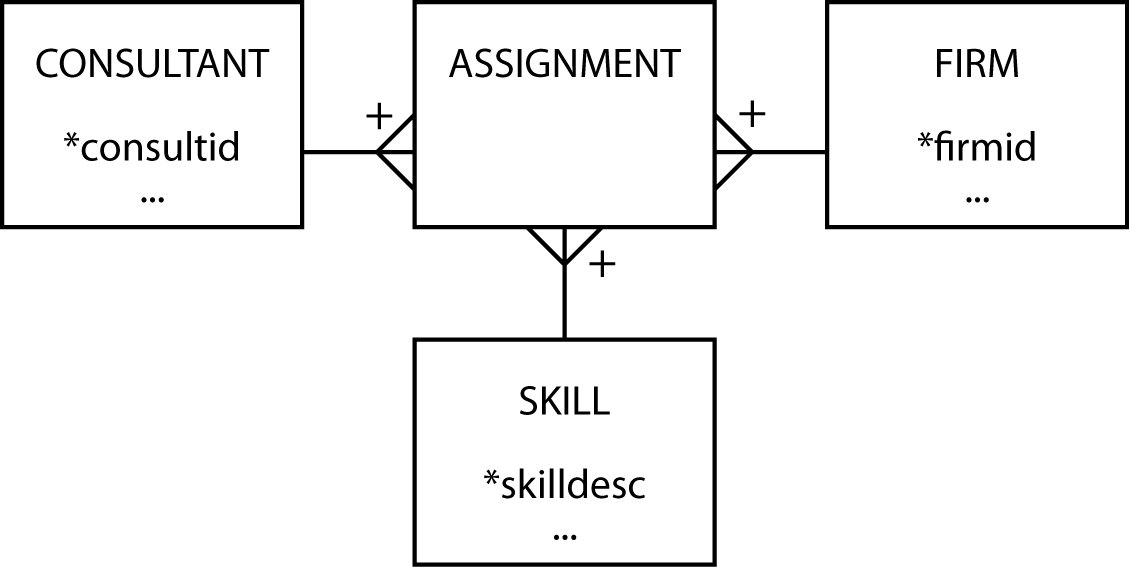 CONSULTANT
*consultid
...
+
ASSIGNMENT
+
FIRM
*firmid
...
+
SKILL
*skilldesc
...